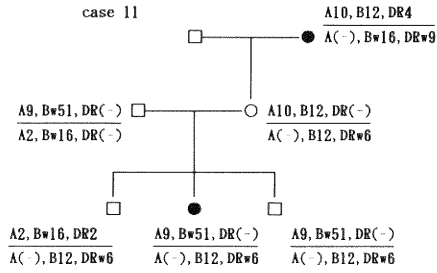 case 11
A10, B12, DR4
A(-), Bw16, DRw9
A9, Bw51, DR(-)
A2, Bw16, DR(-)
A10, B12, DR(-)
A(-), B12, DRw6
A2, Bw16, DR2
A(-), B12, DRw6
A9, Bw51, DR(-)
A(-), B12, DRw6
A9, Bw51, DR(-)
A(-), B12, DRw6